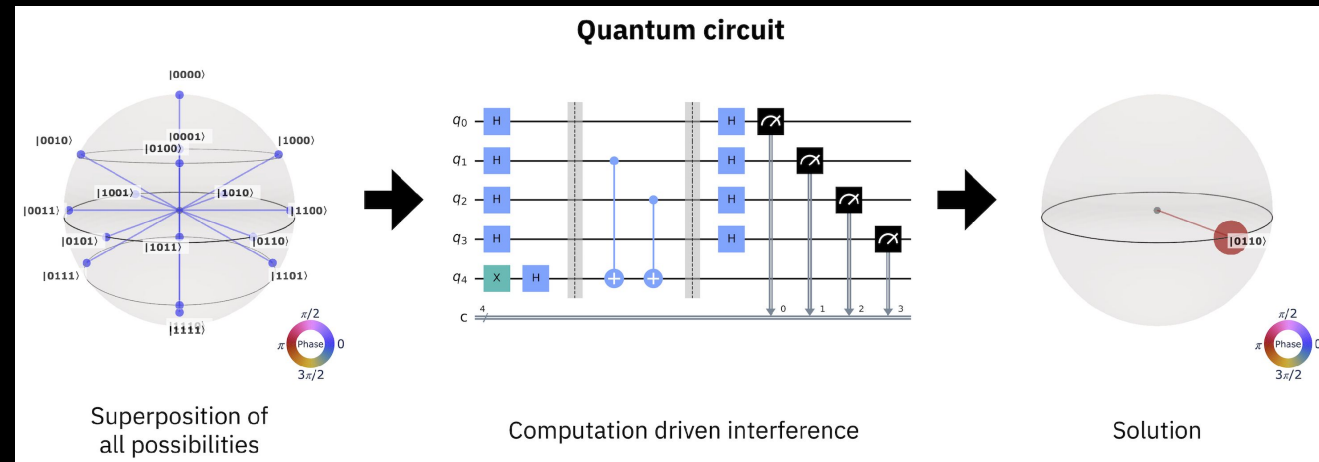 Quantum circuit
|0000⟩
|0010⟩
|0001⟩
|1000⟩
|0100⟩
|1001⟩
|1010⟩
|0011⟩
|1100⟩
|0101⟩
|1011⟩
|0110⟩
|0111⟩
|1101⟩
|1111⟩
π/2
π Phase 0
3π/2
Superposition of
all possibilities
q0 H H
q1 H H
q2 H H
q3 H H
q4 X H
4 0 1 2 3
c
Computation driven interference
|0110⟩
π/2
π Phase 0
3π/2
Solution